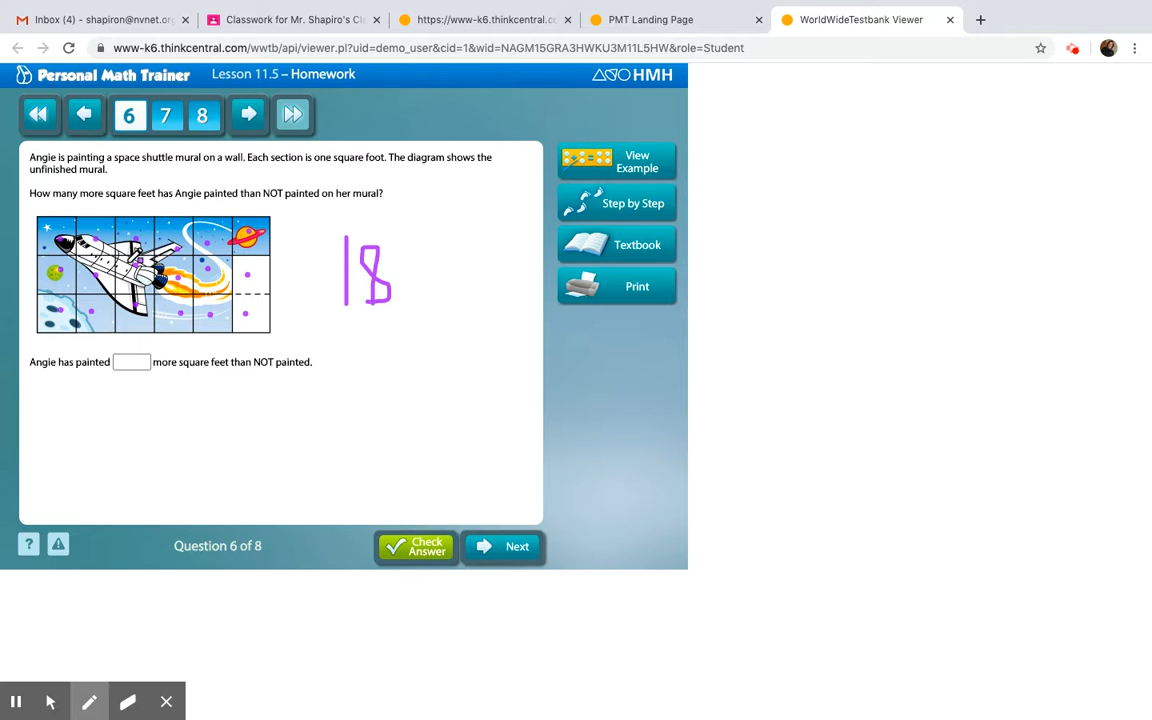 Inbox (4) - shapiron@nvnet.org
Classwork for Mr. Shapiro's Cl
https://www-k6.thinkcentral.co
PMT Landing Page
WorldWideTestbank Viewer
www-k6.thinkcentral.com/wwtb/api/viewer.pl?uid=demo_user&cid=1&wid=NAGM15GRA3HWKU3M11L5HW&role=Student
Personal Math Trainer
Lesson 11.5 – Homework
HMH
6 7 8
Angie is painting a space shuttle mural on a wall. Each section is one square foot. The diagram shows the
unfinished mural.
How many more square feet has Angie painted than NOT painted on her mural?
18
Angie has painted more square feet than NOT painted.
View
Example
Step by Step
Textbook
Print
?
Question 6 of 8
Check
Answer
Next